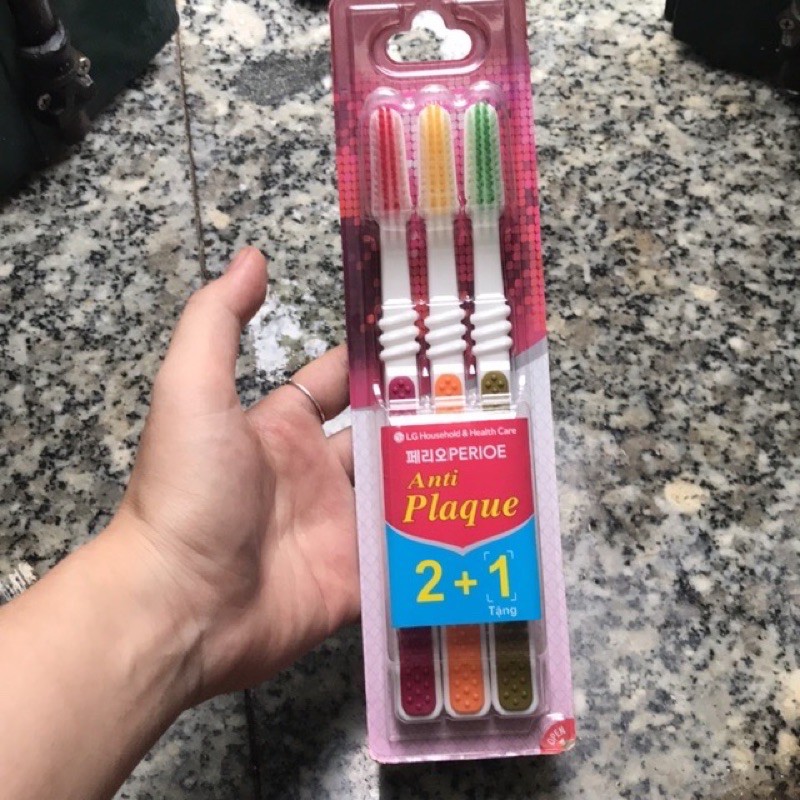 LG Household & Health Care
페리오PERIOE
Anti
Plaque
2 + 1
Tặng
OPEN